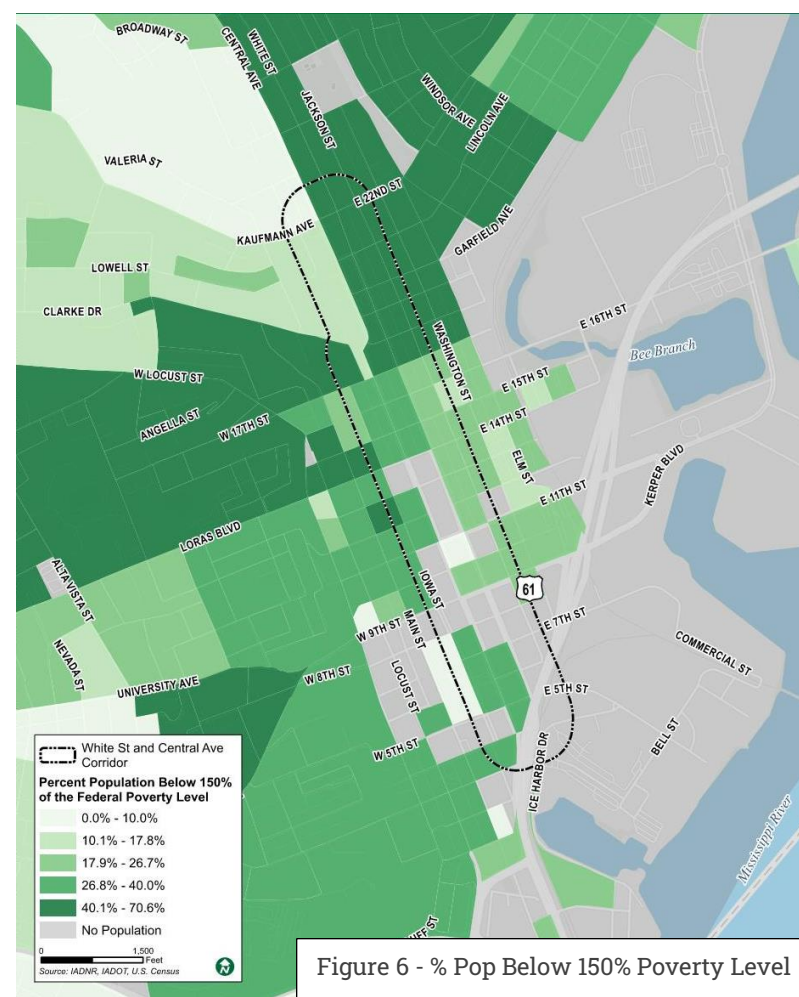 BROADWAY ST
CENTRAL AVE
WHITE ST
JACKSON ST
WINDSOR AVE
LINCOLN AVE
VALERIA ST
E 22ND ST
KAUFMANN AVE
GARFIELD AVE
LOWELL ST
CLARKE DR
E 16TH ST
WASHINGTON ST
Bee Branch
W LOCUST ST
E 15TH ST
ANGELLA ST
W 17TH ST
E 14TH ST
ELM ST
KERPER BLVD
E 11TH ST
LORAS BLVD
ALTA VISTA ST
IOWA ST
61
MAIN ST
W 9TH ST
E 7TH ST
NEVADA ST
COMMERCIAL ST
LOCUST ST
W 8TH ST
UNIVERSITY AVE
E 5TH ST
BELL ST
W 5TH ST
ICE HARBOR DR
Mississippi River
White St and Central Ave
Corridor
Percent Population Below 150%
of the Federal Poverty Level
0.0% - 10.0%
10.1% - 17.8%
17.9% - 26.7%
26.8% - 40.0%
40.1% - 70.6%
No Population
0 1,500
Feet
Source: IADNR, IADOT, U.S. Census
N
Figure 6 - % Pop Below 150% Poverty Level